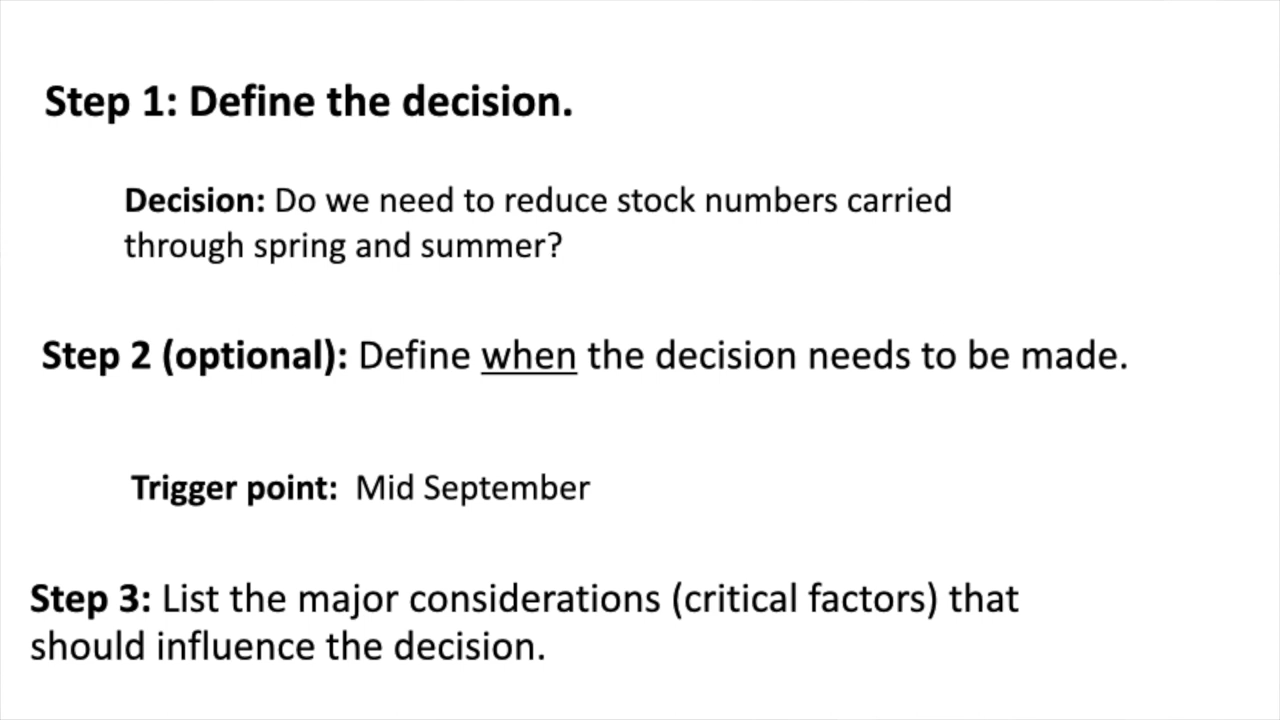 Step 1: Define the decision.
Decision: Do we need to reduce stock numbers carried
through spring and summer?
Step 2 (optional): Define when the decision needs to be made.
Trigger point: Mid September
Step 3: List the major considerations (critical factors) that
should influence the decision.